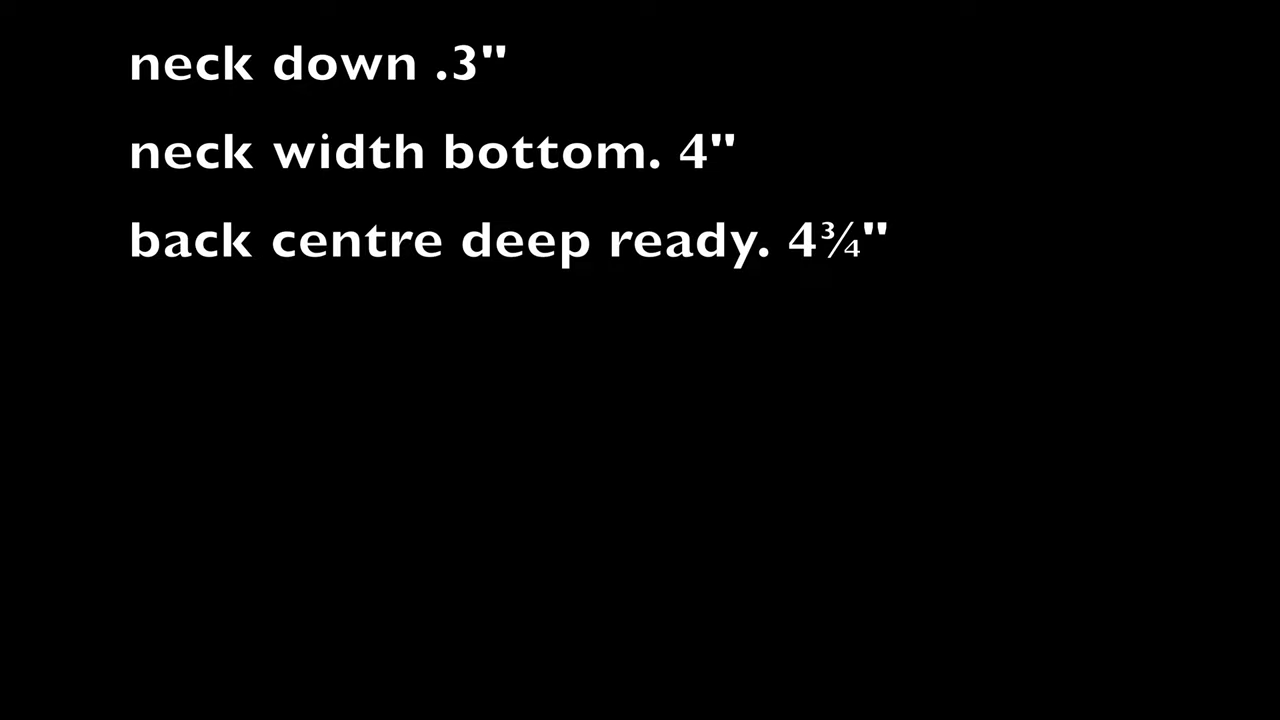 neck down .3"
neck width bottom. 4"
back centre deep ready. 4¾"